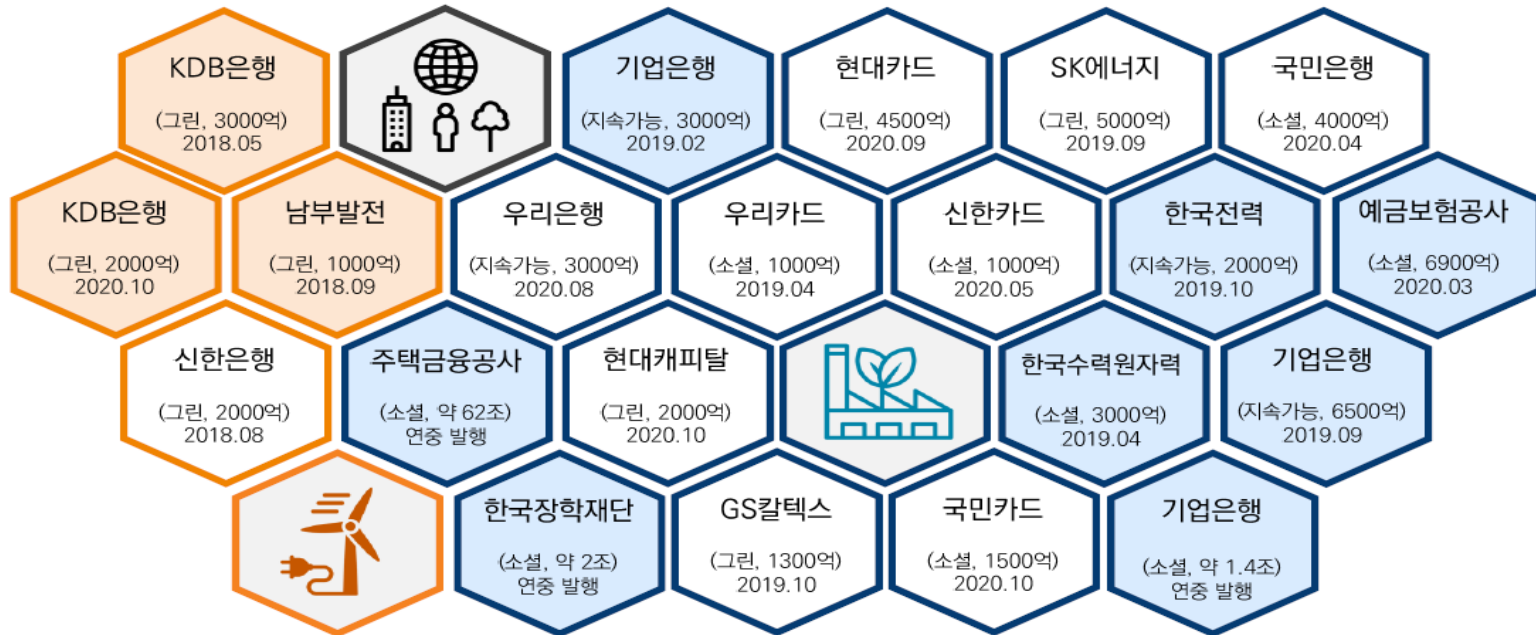 KDB은행
(그린, 3000억)
2018.05
기업은행
(지속가능, 3000억)
2019.02
현대카드
(그린, 4500억)
2020.09
SK에너지
(그린, 5000억)
2019.09
국민은행
(소셜, 4000억)
2020.04
KDB은행
(그린, 2000억)
2020.10
남부발전
(그린, 1000억)
2018.09
우리은행
(지속가능, 3000억)
2020.08
우리카드
(소셜, 1000억)
2019.04
신한카드
(소셜, 1000억)
2020.05
한국전력
(지속가능, 2000억)
2019.10
예금보험공사
(소셜, 6900억)
2020.03
신한은행
(그린, 2000억)
2018.08
주택금융공사
(소셜, 약 62조)
연중 발행
현대캐피탈
(그린, 2000억)
2020.10
한국수력원자력
(소셜, 3000억)
2019.04
기업은행
(지속가능, 6500억)
2019.09
한국장학재단
(소셜, 약 2조)
연중 발행
GS칼텍스
(그린, 1300억)
2019.10
국민카드
(소셜, 1500억)
2020.10
기업은행
(소셜, 약 1.4조)
연중 발행